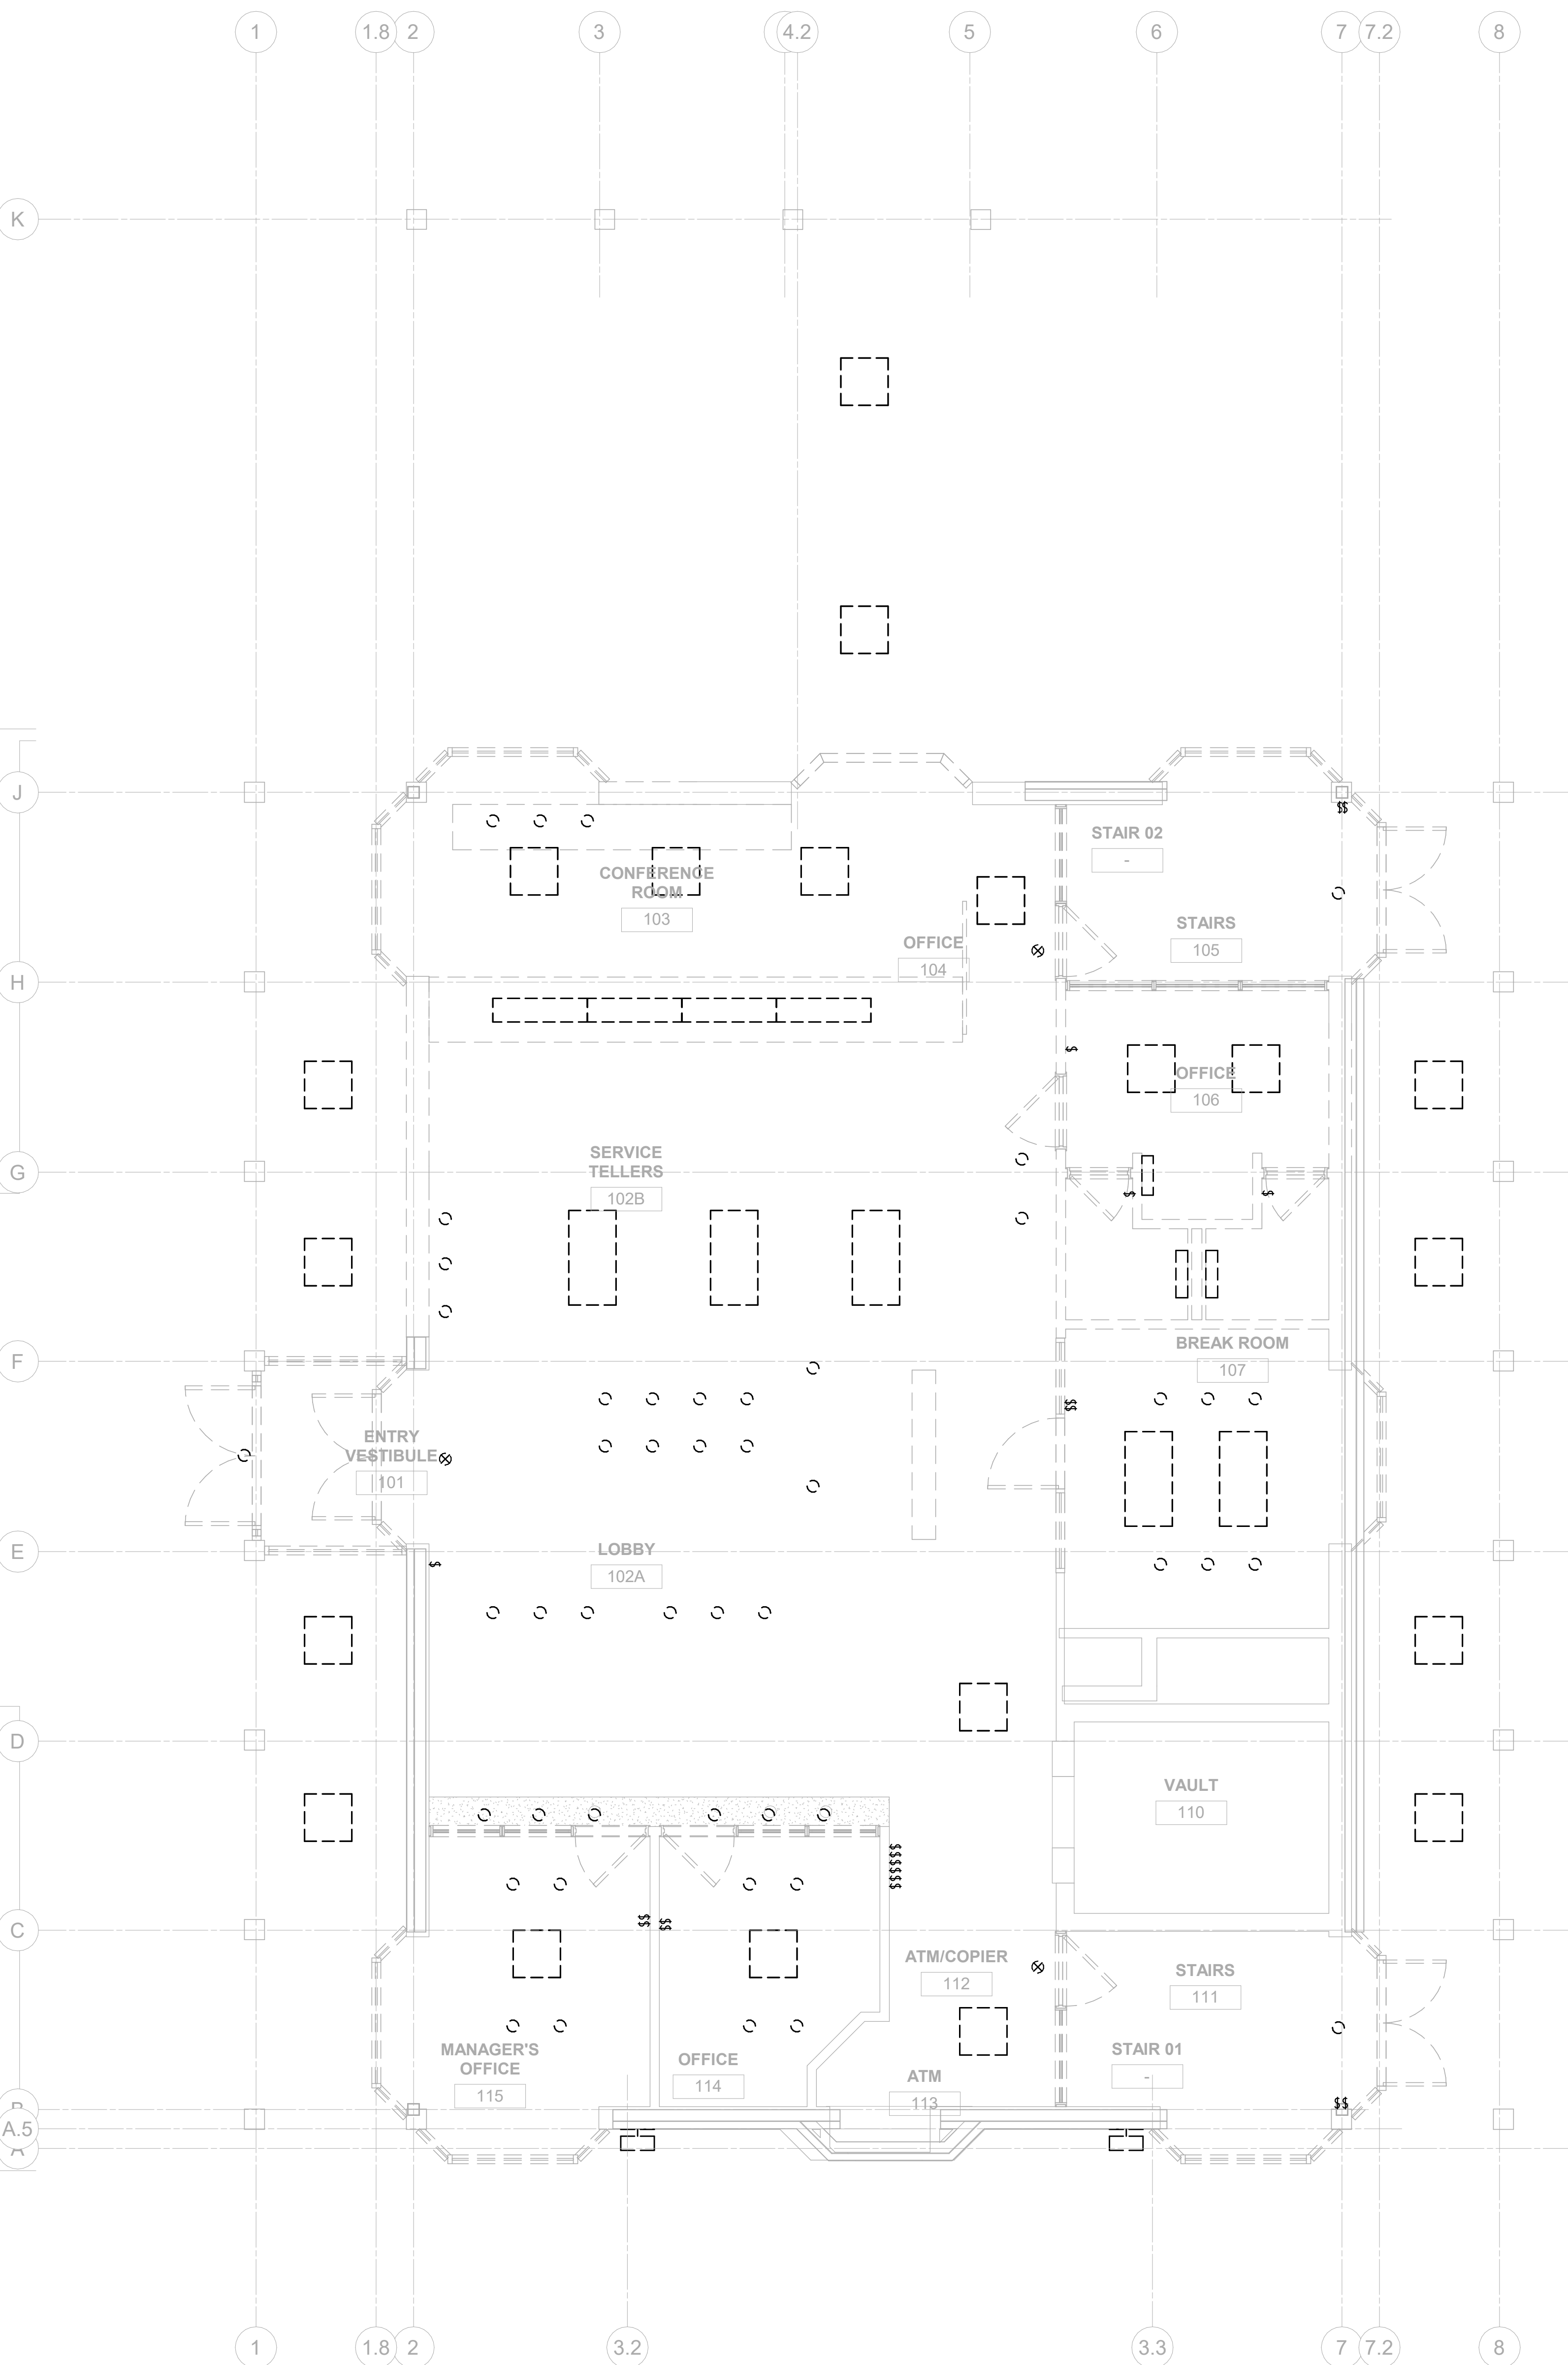 1 1.8 2 3 4.2 5 6 7 7.2 8
K
J
STAIR 02
-
CONFERENCE
ROOM
103
STAIRS
105
OFFICE
104
H
$$
$
OFFICE
106
SERVICE
TELLERS
102B
G
$ $
F
BREAK ROOM
107
$$
ENTRY
VESTIBULE
101
E
$
LOBBY
102A
D
VAULT
110
$$$$$$
C
$$ $$
ATM/COPIER
112
STAIRS
111
MANAGER'S
OFFICE
115
OFFICE
114
ATM
113
STAIR 01
-
$$
B
A.5
A
1 1.8 2 3.2 3.3 7 7.2 8